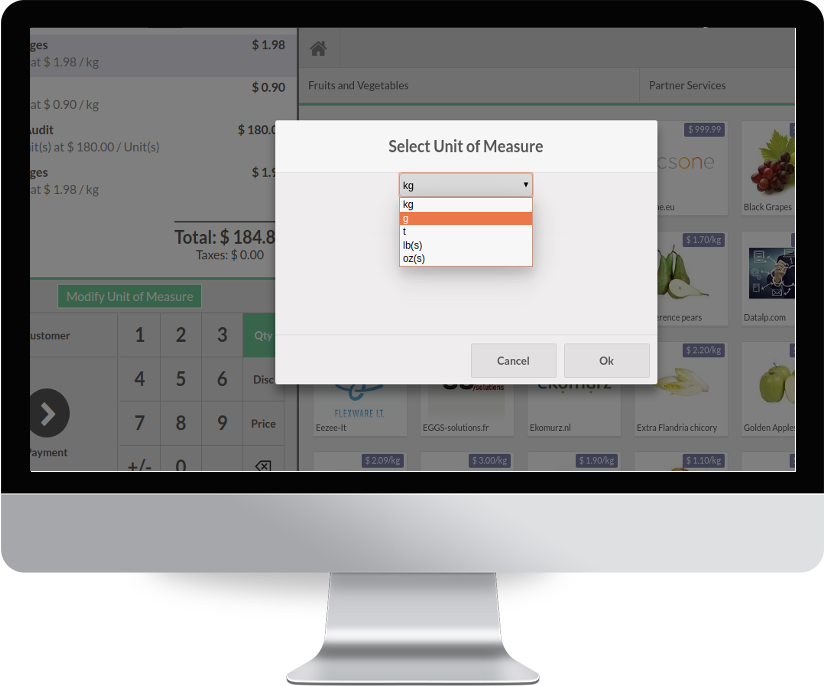 ges $ 1.98
at $ 1.98 / kg
$ 0.90
at $ 0.90 / kg
Audit $ 180.0
it(s) at $ 180.00 / Unit(s)
ges $ 1.9
at $ 1.98 / kg
Total: $ 184.8
Taxes: $ 0.00
Modify Unit of Measure
ustomer 1 2 3 Qty
4 5 6 Disc
7 8 9 Price
Payment
+/- 0
Fruits and Vegetables Partner Services
Select Unit of Measure
kg
kg
g
t
lb(s)
oz(s)
Cancel Ok
$ 999.99
csone
ne.eu Black Grapes
$ 1.70/kg
erence pears Datalp.com
$ 2.20/kg
FLEXWARE I.T. /solutions ekomurz
Eezee-It EGGS-solutions.fr Ekomurz.nl Extra Flandria chicory Golden Apples
$ 2.09/kg $ 3.00/kg $ 1.90/kg $ 1.10/kg